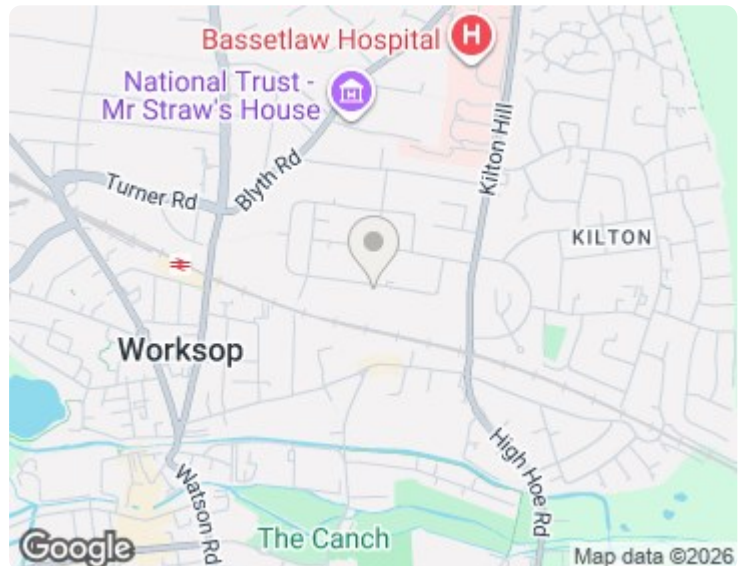 Bassetlaw Hospital
H
National Trust -
Mr Straw's House
Kilton Hill
Turner Rd
Blyth Rd
KILTON
Worksop
High Hoe Rd
Watson Rd
The Canch
Google
Map data ©2026